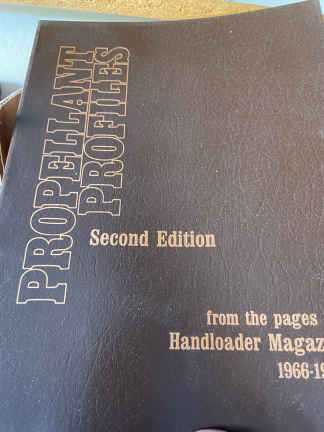 PROPELLANT
PROFILES
Second Edition
from the pages
Handloader Magaz
1966-19